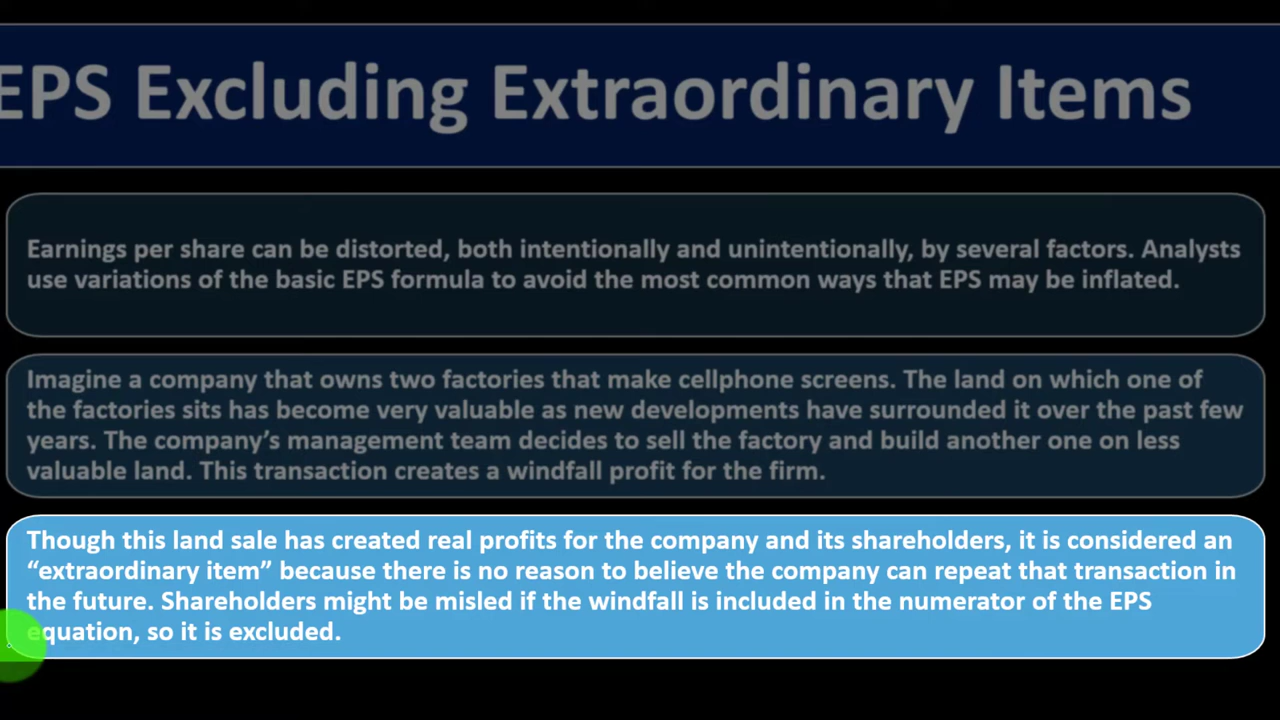 EPS Excluding Extraordinary Items
Earnings per share can be distorted, both intentionally and unintentionally, by several factors. Analysts
use variations of the basic EPS formula to avoid the most common ways that EPS may be inflated.
Imagine a company that owns two factories that make cellphone screens. The land on which one of
the factories sits has become very valuable as new developments have surrounded it over the past few
years. The company’s management team decides to sell the factory and build another one on less
valuable land. This transaction creates a windfall profit for the firm.
Though this land sale has created real profits for the company and its shareholders, it is considered an
“extraordinary item” because there is no reason to believe the company can repeat that transaction in
the future. Shareholders might be misled if the windfall is included in the numerator of the EPS
equation, so it is excluded.